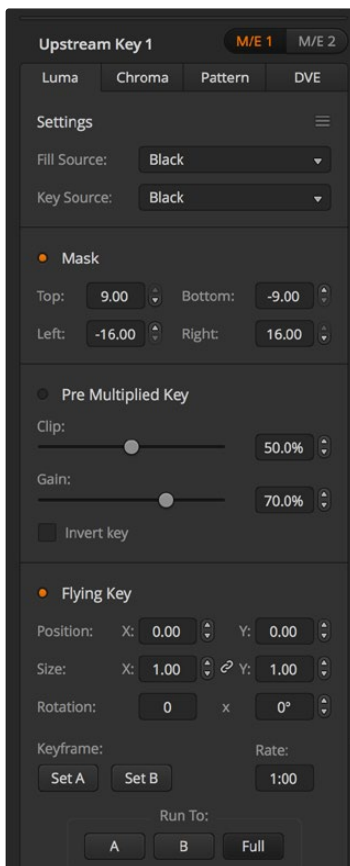 Upstream Key 1 M/E 1 M/E 2
Luma Chroma Pattern DVE
Settings
Fill Source: Black
Key Source: Black
Mask
Top: 9.00 Bottom: -9.00
Left: -16.00 Right: 16.00
Pre Multiplied Key
Clip:
50.0%
Gain:
70.0%
Invert key
Flying Key
Position: X: 0.00 Y: 0.00
Size: X: 1.00 Y: 1.00
Rotation: 0 x 0°
Keyframe: Rate:
Set A Set B 1:00
Run To:
A B Full